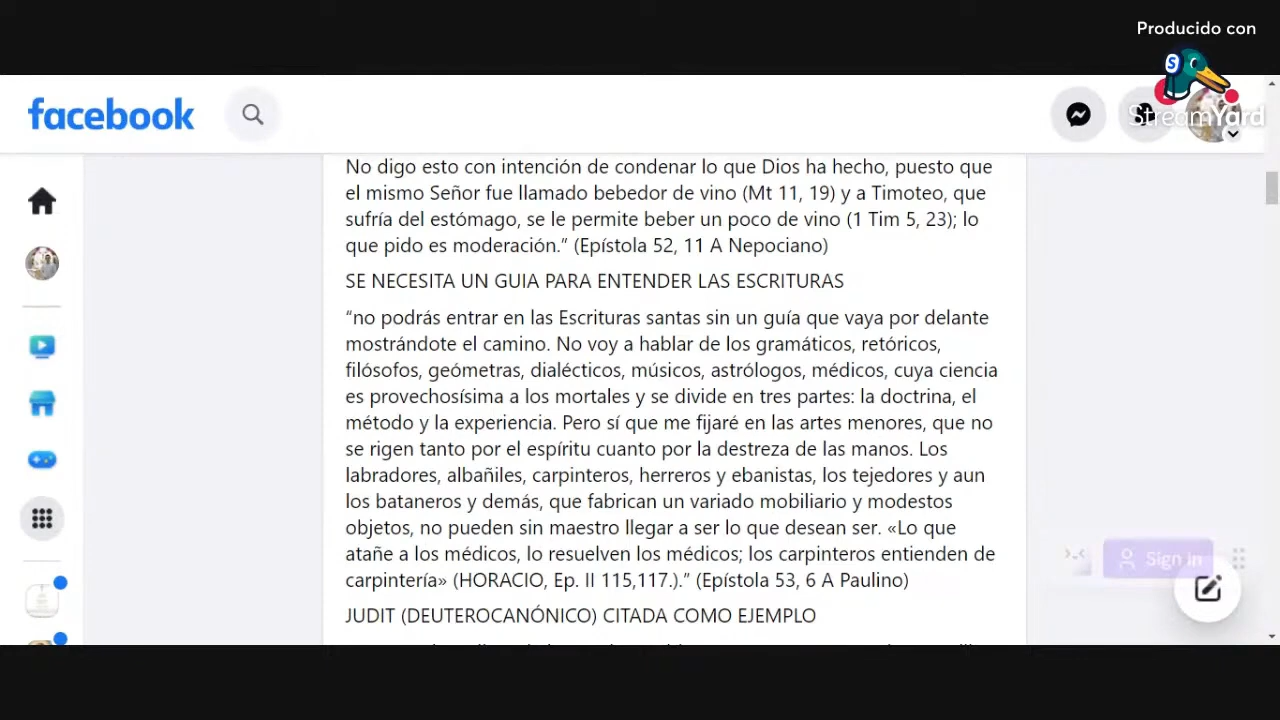 Producido con
StreamYard
facebook
No digo esto con intención de condenar lo que Dios ha hecho, puesto que
el mismo Señor fue llamado bebedor de vino (Mt 11, 19) y a Timoteo, que
sufría del estómago, se le permite beber un poco de vino (1 Tim 5, 23); lo
que pido es moderación.” (Epístola 52, 11 A Nepociano)
SE NECESITA UN GUIA PARA ENTENDER LAS ESCRITURAS
“no podrás entrar en las Escrituras santas sin un guía que vaya por delante
mostrándote el camino. No voy a hablar de los gramáticos, retóricos,
filósofos, geómetras, dialécticos, músicos, astrólogos, médicos, cuya ciencia
es provechosísima a los mortales y se divide en tres partes: la doctrina, el
método y la experiencia. Pero sí que me fijaré en las artes menores, que no
se rigen tanto por el espíritu cuanto por la destreza de las manos. Los
labradores, albañiles, carpinteros, herreros y ebanistas, los tejedores y aun
los bataneros y demás, que fabrican un variado mobiliario y modestos
objetos, no pueden sin maestro llegar a ser lo que desean ser. «Lo que
atañe a los médicos, lo resuelven los médicos; los carpinteros entienden de
carpintería» (HORACIO, Ep. II 115,117.).” (Epístola 53, 6 A Paulino)
Sign in
JUDIT (DEUTEROCANÓNICO) CITADA COMO EJEMPLO